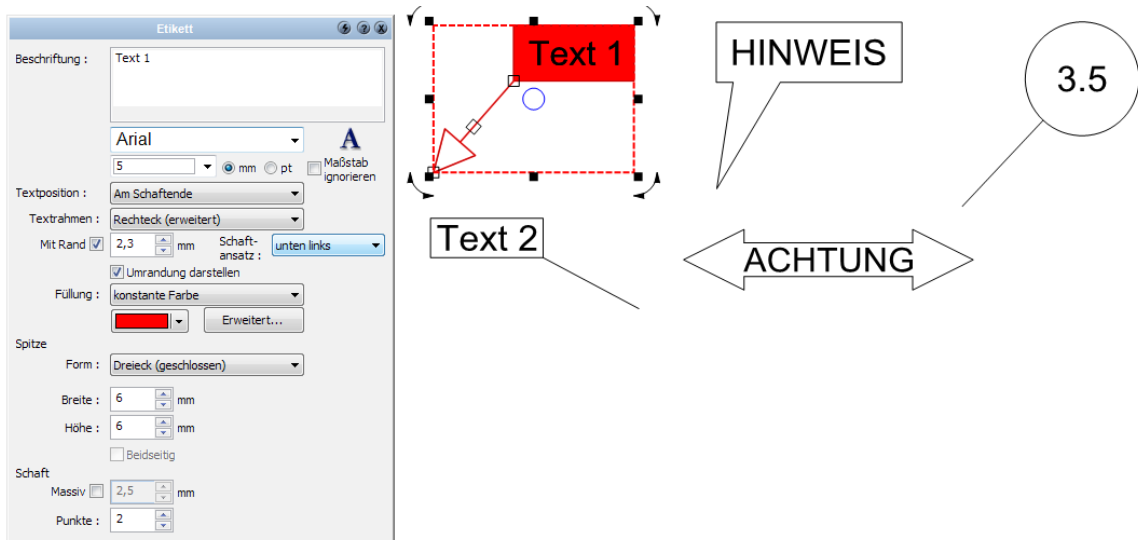 Etikett
Beschriftung :
Text 1
Arial
A
5
mm
pt
Maßstab
ignorieren
Textposition :
Am Schaftende
Textrahmen :
Rechteck (erweitert)
Mit Rand
2,3
mm
Schaft-
ansatz :
unten links
Umrandung darstellen
Füllung :
konstante Farbe
Erweitert...
Spitze
Form :
Dreieck (geschlossen)
Breite :
6
mm
Höhe :
6
mm
Beidseitig
Schaft
Massiv
2,5
mm
Punkte :
2
Text 1
HINWEIS
3.5
Text 2
ACHTUNG